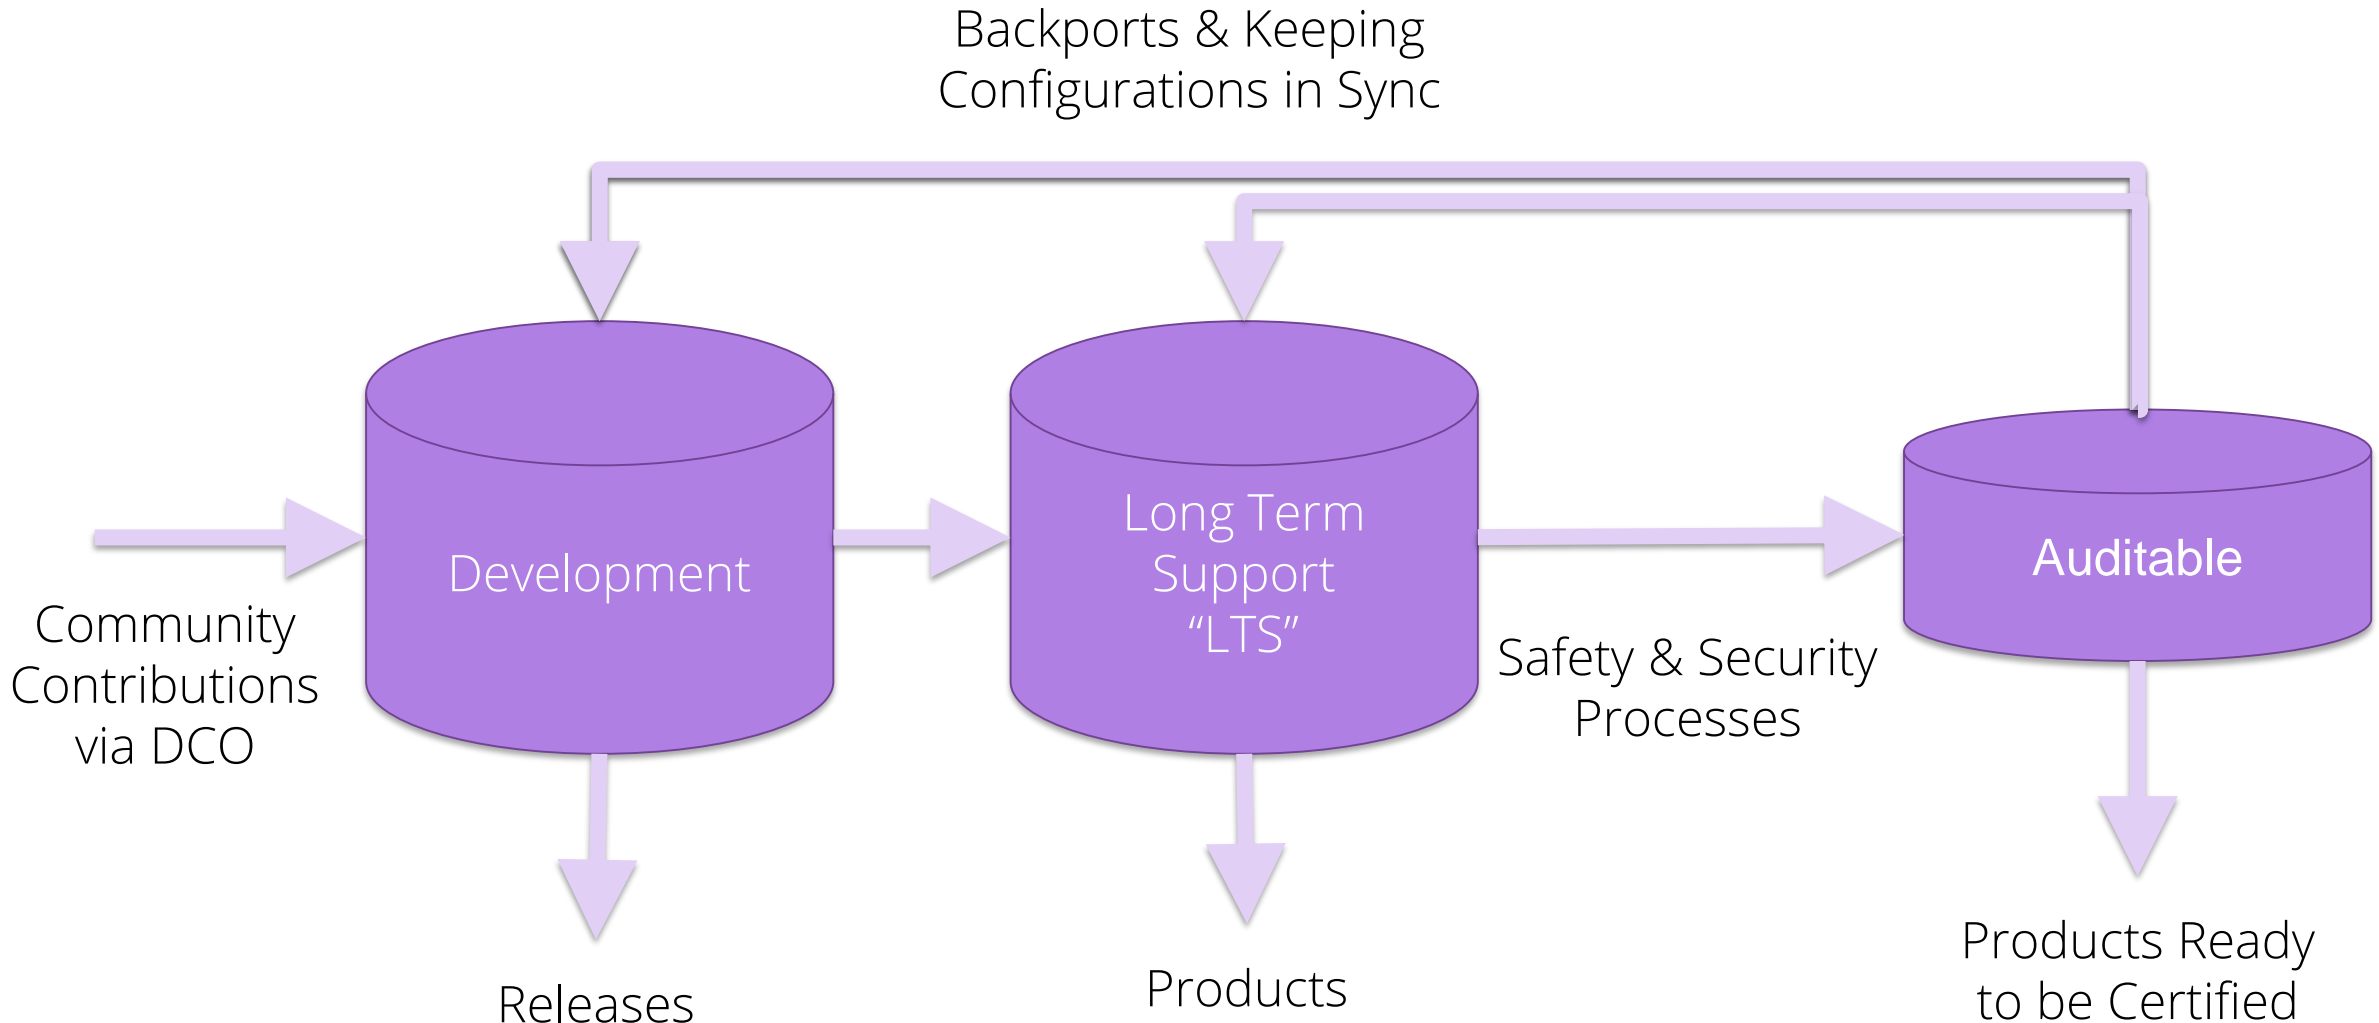 Backports & Keeping
Configurations in Sync
Development
Long Term
Support
“LTS”
Auditable
Community
Contributions
via DCO
Safety & Security
Processes
Releases
Products
Products Ready
to be Certified